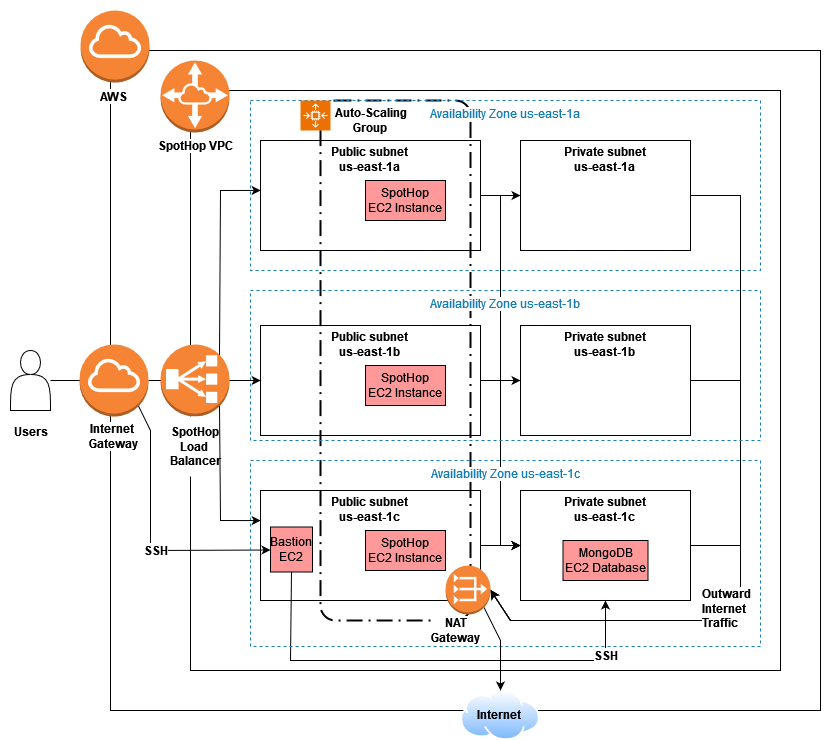 AWS
SpotHop VPC
Auto-Scaling
Group
Availability Zone us-east-1a
Public subnet
us-east-1a
SpotHop
EC2 Instance
Private subnet
us-east-1a
Availability Zone us-east-1b
Public subnet
us-east-1b
SpotHop
EC2 Instance
Private subnet
us-east-1b
Users
Internet
Gateway
SpotHop
Load
Balancer
Availability Zone us-east-1c
Public subnet
us-east-1c
Bastion
EC2
SpotHop
EC2 Instance
Private subnet
us-east-1c
MongoDB
EC2 Database
SSH
NAT
Gateway
Outward
Internet
Traffic
SSH
Internet